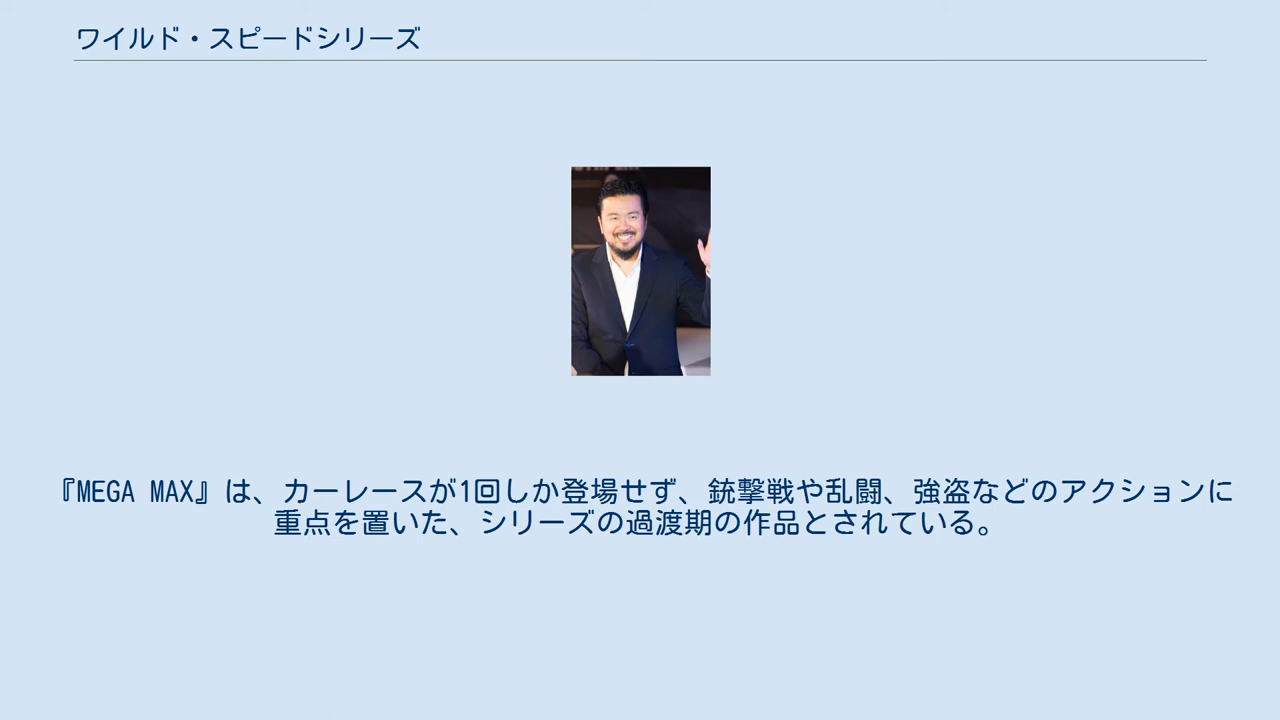 ワイルド・スピードシリーズ
『MEGA MAX』は、カーレースが1回しか登場せず、銃撃戦や乱闘、強盗などのアクションに
重点を置いた、シリーズの過渡期の作品とされている。